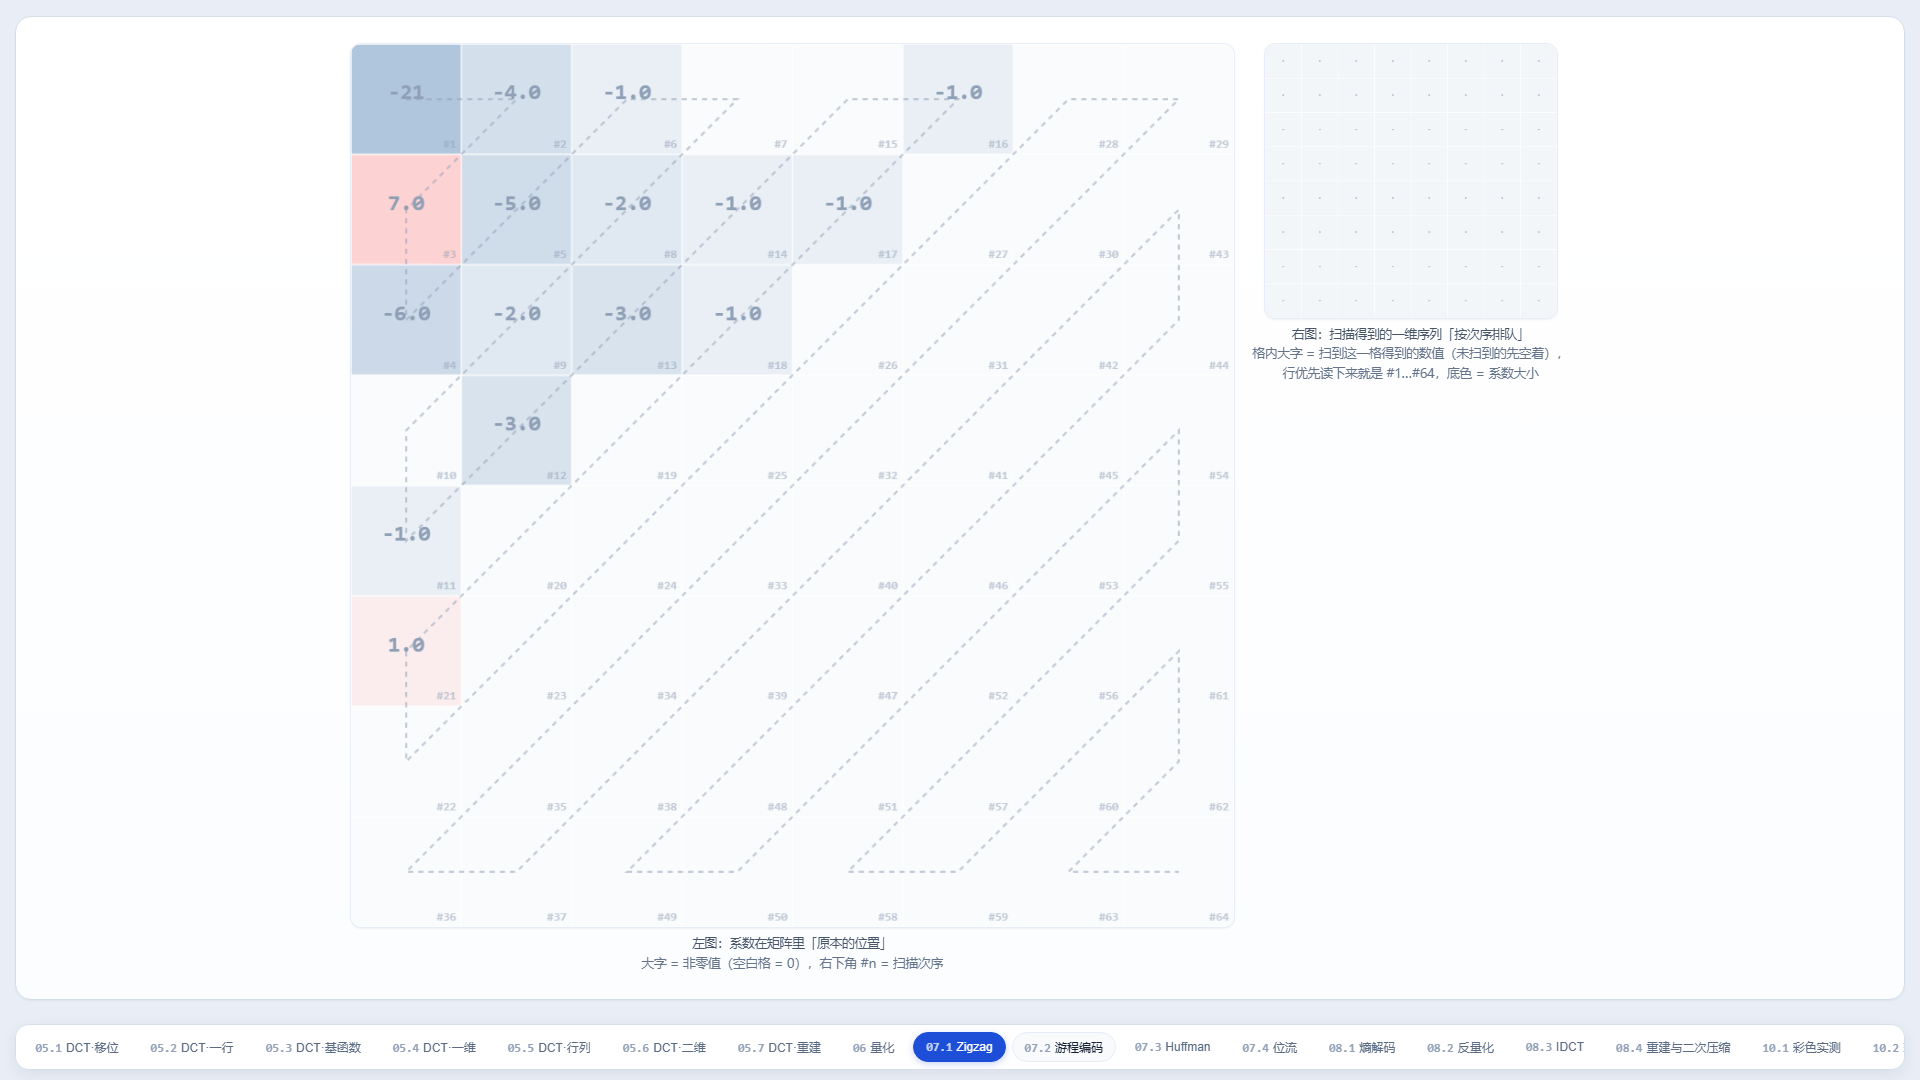 -21 -4.0 -1.0 -1.0
#1 #2 #6 #7 #15 #16 #28 #29
7.0 -5.0 -2.0 -1.0 -1.0
#3 #5 #8 #14 #17 #27 #30 #43
-6.0 -2.0 -3.0 -1.0
#4 #9 #13 #18 #26 #31 #42 #44
-3.0
#10 #12 #19 #25 #32 #41 #45 #54
-1.0
#11 #20 #24 #33 #40 #46 #53 #55
1.0
#21 #23 #34 #39 #47 #52 #56 #61
#22 #35 #38 #48 #51 #57 #60 #62
#36 #37 #49 #50 #58 #59 #63 #64
左图：系数在矩阵里「原本的位置」
大字 = 非零值（空白格 = 0），右下角 #n = 扫描次序
右图：扫描得到的一维序列「按次序排队」
格内大字 = 扫到这一格得到的数值（未扫到的先空着），
行优先读下来就是 #1…#64，底色 = 系数大小
05.1 DCT·移位 05.2 DCT·一行 05.3 DCT·基函数 05.4 DCT·一维 05.5 DCT·行列 05.6 DCT·二维 05.7 DCT·重建 06 量化 07.1 Zigzag 07.2 游程编码 07.3 Huffman 07.4 位流 08.1 熵解码 08.2 反量化 08.3 IDCT 08.4 重建与二次压缩 10.1 彩色实测 10.2